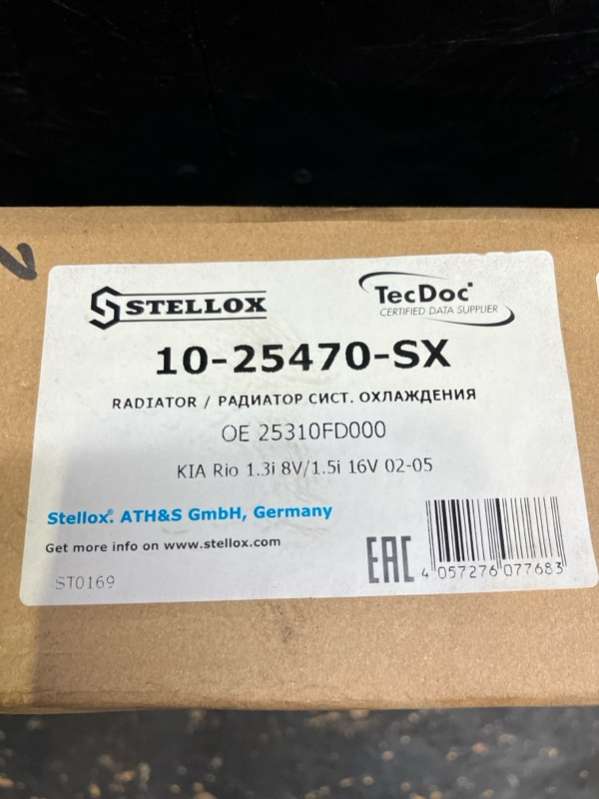 STELLOX
TecDoc®
CERTIFIED DATA SUPPLIER
10-25470-SX
RADIATOR / РАДИАТОР СИСТ. ОХЛАЖДЕНИЯ
OE 25310FD000
KIA Rio 1.3i 8V/1.5i 16V 02-05
Stellox® ATH&S GmbH, Germany
Get more info on www.stellox.com
EAC
4 057276 077683
ST0169